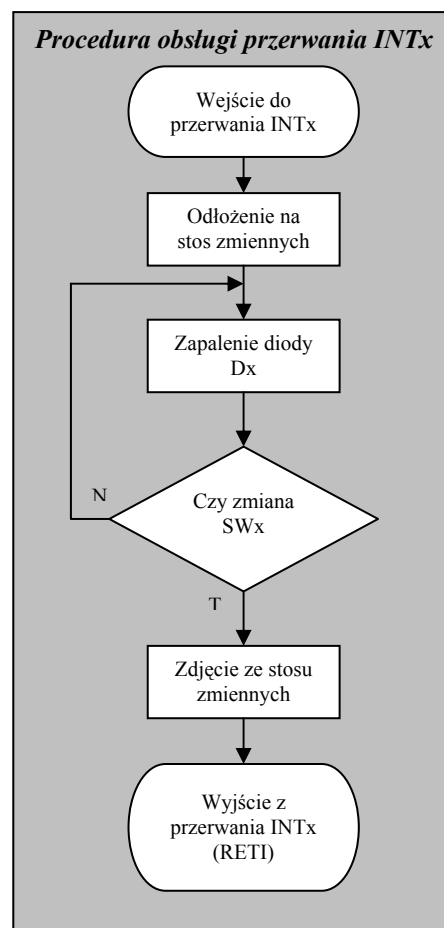 Procedura obsługi przerwania INTx
Wejście do
przerwania INTx
Odłożenie na
stos zmiennych
Zapalenie diody
Dx
N
Czy zmiana
SWx
T
Zdjęcie ze stosu
zmiennych
Wyjście z
przerwania INTx
(RETI)